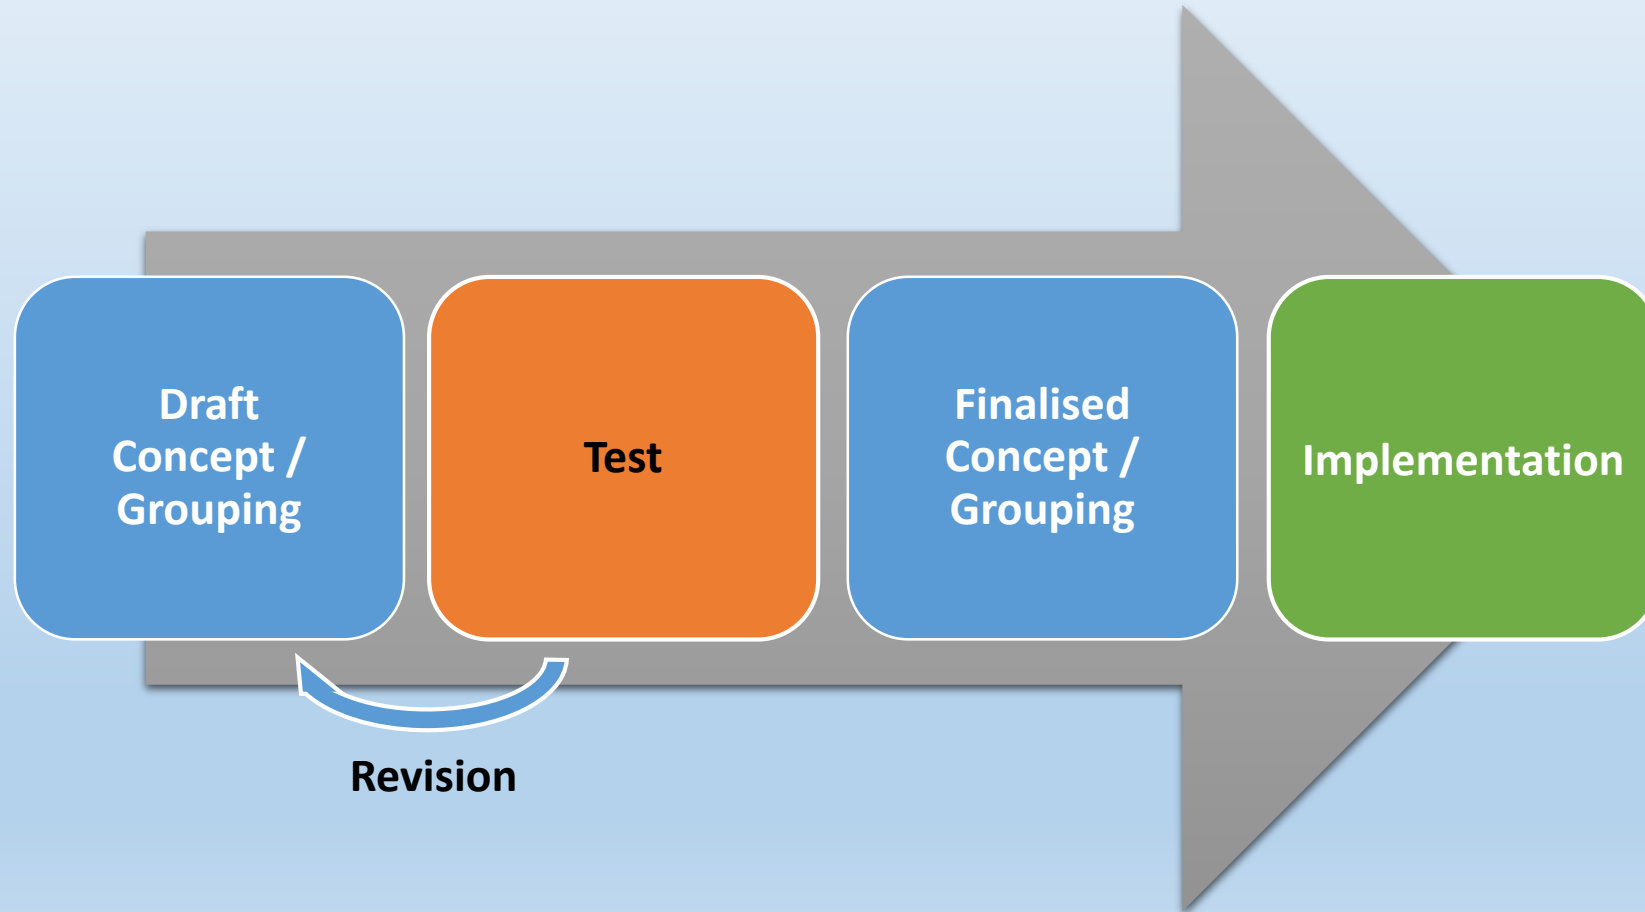 Draft
Concept /
Grouping
Test
Finalised
Concept /
Grouping
Implementation
Revision